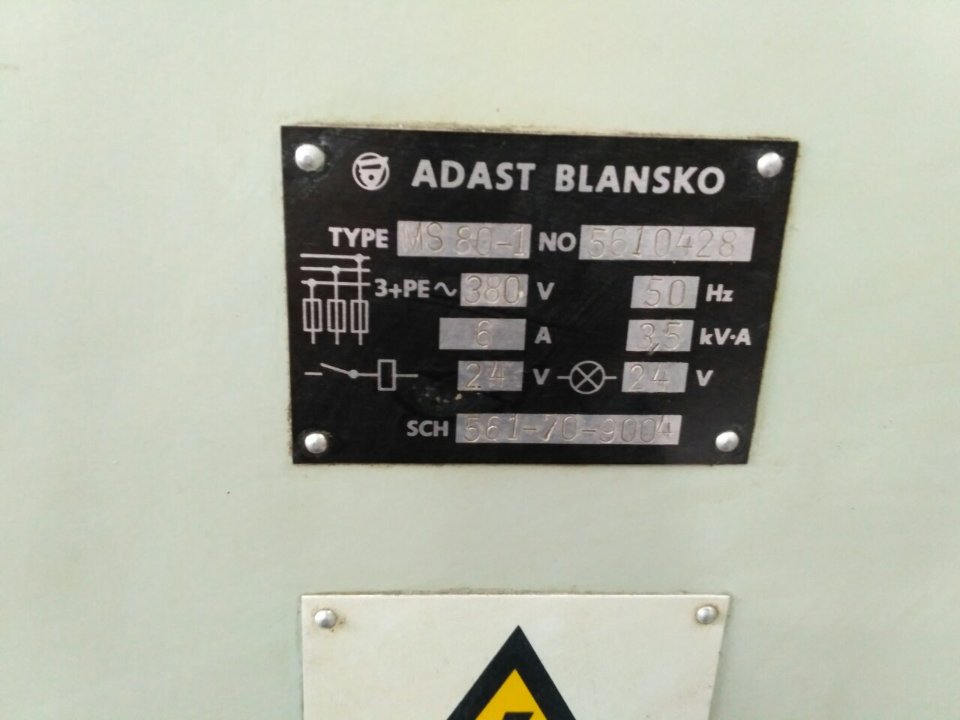 ADAST BLANSKO
TYPE MS 80-1 NO 5610428
3+PE~ 380 V 50 Hz
6 A 3,5 kV·A
24 V 24 V
SCH 561-70-9004